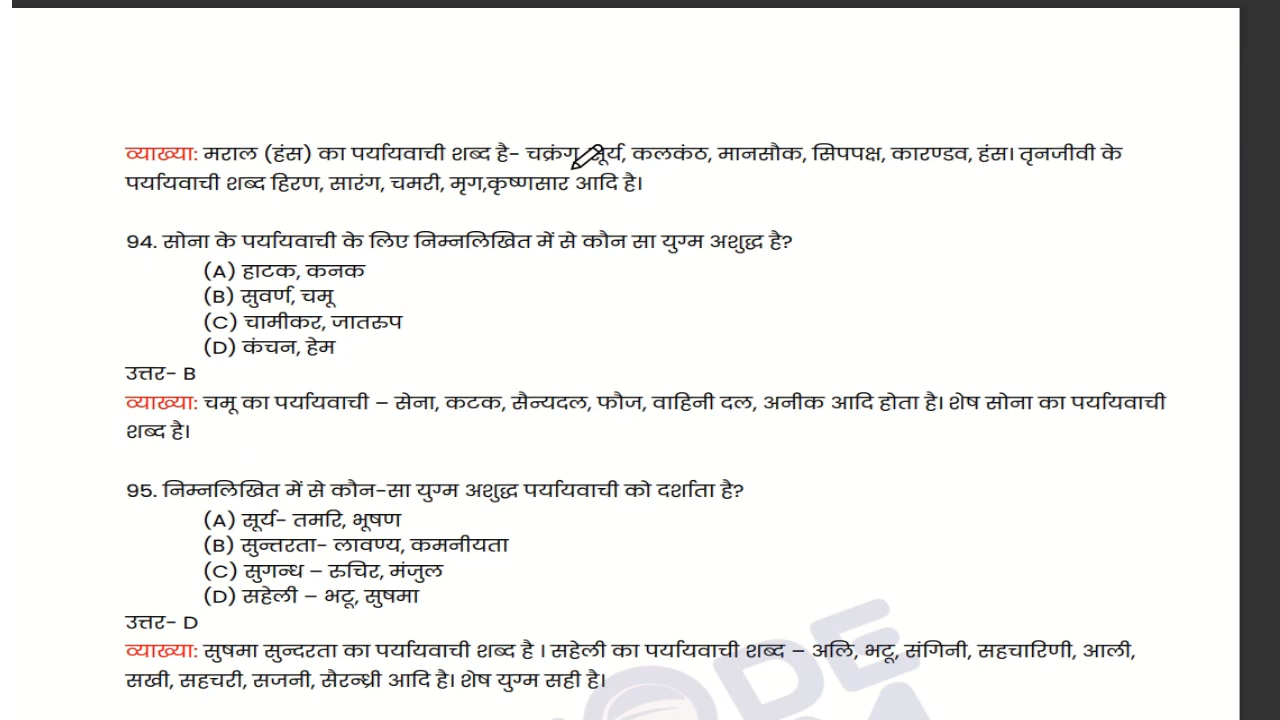 व्याख्या: मराल (हंस) का पर्यायवाची शब्द है- चक्रंग, सूर्य, कलकंठ, मानसौक, सिपपक्ष, कारण्डव, हंस। तृनजीवी के
पर्यायवाची शब्द हिरण, सारंग, चमरी, मृग,कृष्णसार आदि है।
94. सोना के पर्यायवाची के लिए निम्नलिखित में से कौन सा युग्म अशुद्ध है?
(A) हाटक, कनक
(B) सुवर्ण, चमू
(C) चामीकर, जातरुप
(D) कंचन, हेम
उत्तर- B
व्याख्या: चमू का पर्यायवाची – सेना, कटक, सैन्यदल, फौज, वाहिनी दल, अनीक आदि होता है। शेष सोना का पर्यायवाची
शब्द है।
95. निम्नलिखित में से कौन-सा युग्म अशुद्ध पर्यायवाची को दर्शाता है?
(A) सूर्य- तमरि, भूषण
(B) सुन्तरता- लावण्य, कमनीयता
(C) सुगन्ध – रुचिर, मंजुल
(D) सहेली – भटू, सुषमा
उत्तर- D
व्याख्या: सुषमा सुन्दरता का पर्यायवाची शब्द है । सहेली का पर्यायवाची शब्द – अलि, भटू, संगिनी, सहचारिणी, आली,
सखी, सहचरी, सजनी, सैरन्ध्री आदि है। शेष युग्म सही है।